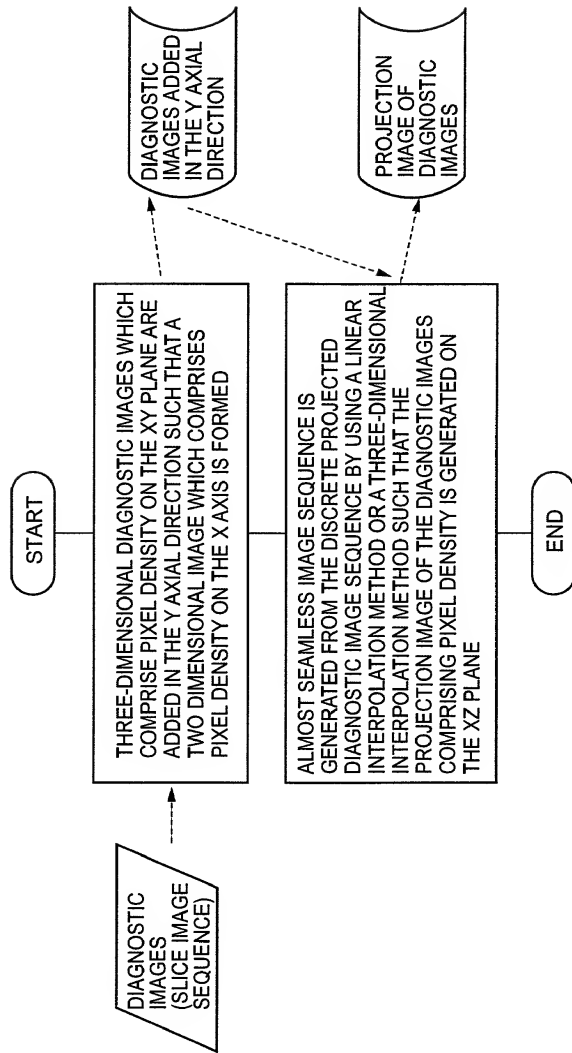 START
DIAGNOSTIC
IMAGES
(SLICE IMAGE
SEQUENCE)
THREE-DIMENSIONAL DIAGNOSTIC IMAGES WHICH
COMPRISE PIXEL DENSITY ON THE XY PLANE ARE
ADDED IN THE Y AXIAL DIRECTION SUCH THAT A
TWO DIMENSIONAL IMAGE WHICH COMPRISES
PIXEL DENSITY ON THE X AXIS IS FORMED
DIAGNOSTIC
IMAGES ADDED
IN THE Y AXIAL
DIRECTION
ALMOST SEAMLESS IMAGE SEQUENCE IS
GENERATED FROM THE DISCRETE PROJECTED
DIAGNOSTIC IMAGE SEQUENCE BY USING A LINEAR
INTERPOLATION METHOD OR A THREE-DIMENSIONAL
INTERPOLATION METHOD SUCH THAT THE
PROJECTION IMAGE OF THE DIAGNOSTIC IMAGES
COMPRISING PIXEL DENSITY IS GENERATED ON
THE XZ PLANE
PROJECTION
IMAGE OF
DIAGNOSTIC
IMAGES
END